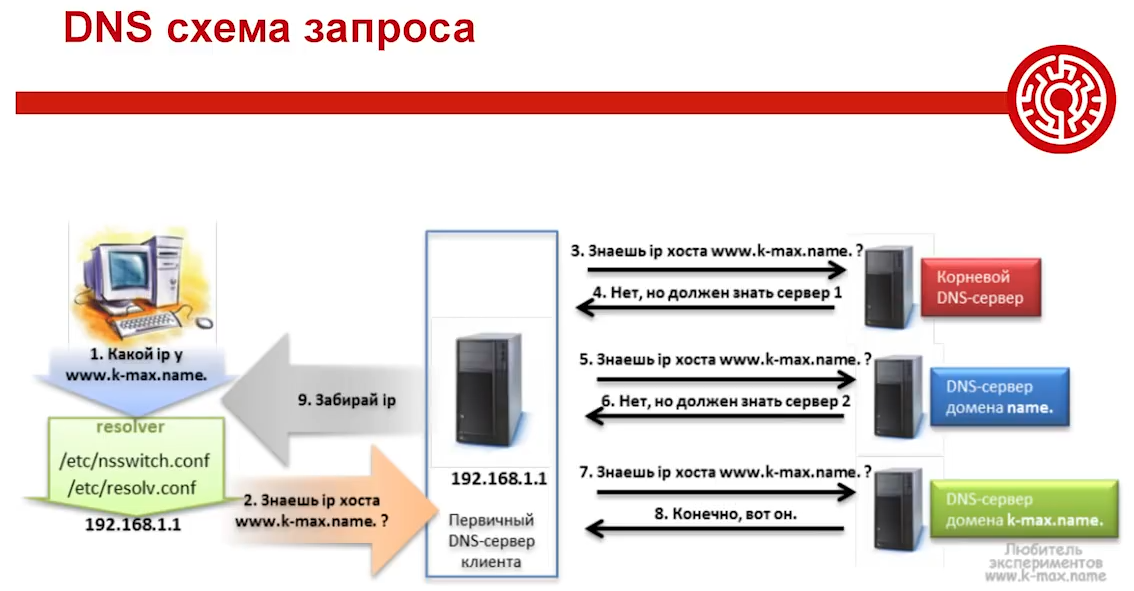 DNS схема запроса
1. Какой ip у
www.k-max.name.
resolver
/etc/nsswitch.conf
/etc/resolv.conf
192.168.1.1
9. Забирай ip
2. Знаешь ip хоста
www.k-max.name. ?
192.168.1.1
Первичный
DNS-сервер
клиента
3. Знаешь ip хоста www.k-max.name. ?
4. Нет, но должен знать сервер 1
Корневой
DNS-сервер
5. Знаешь ip хоста www.k-max.name. ?
6. Нет, но должен знать сервер 2
DNS-сервер
домена name.
7. Знаешь ip хоста www.k-max.name. ?
8. Конечно, вот он.
DNS-сервер
домена k-max.name.
Любитель
экспериментов
www.k-max.name